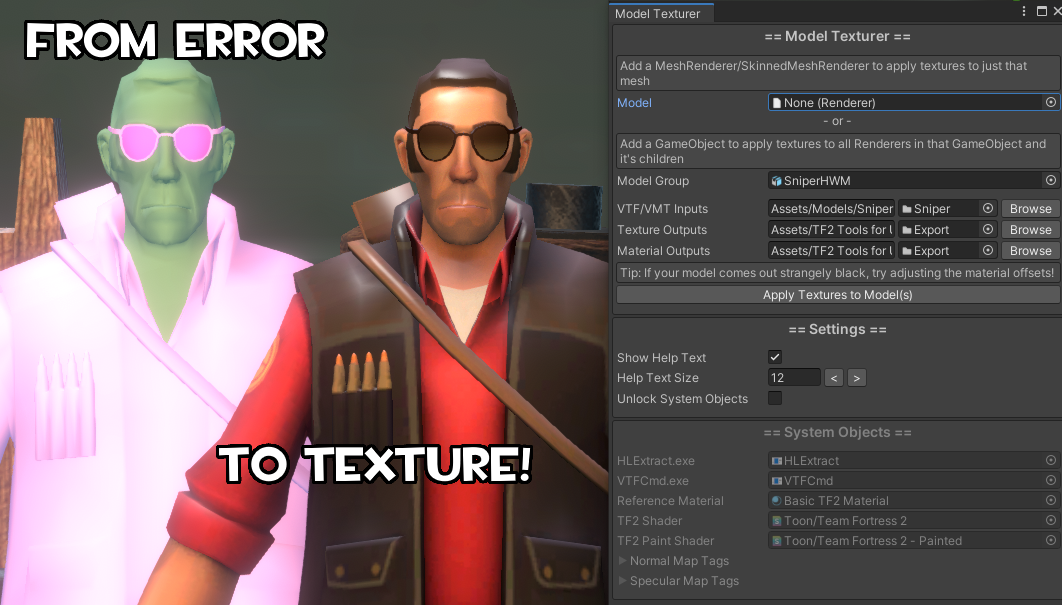 FROM ERROR
TO TEXTURE!
Model Texturer
== Model Texturer ==
Add a MeshRenderer/SkinnedMeshRenderer to apply textures to just that
mesh
Model None (Renderer)
- or -
Add a GameObject to apply textures to all Renderers in that GameObject and
it's children
Model Group SniperHWM
VTF/VMT Inputs Assets/Models/Sniper Sniper Browse
Texture Outputs Assets/TF2 Tools for Export Browse
Material Outputs Assets/TF2 Tools for Export Browse
Tip: If your model comes out strangely black, try adjusting the material offsets!
Apply Textures to Model(s)
== Settings ==
Show Help Text
Help Text Size 12 < >
Unlock System Objects
== System Objects ==
HLExtract.exe HLExtract
VTFCmd.exe VTFCmd
Reference Material Basic TF2 Material
TF2 Shader Toon/Team Fortress 2
TF2 Paint Shader Toon/Team Fortress 2 - Painted
Normal Map Tags
Specular Map Tags